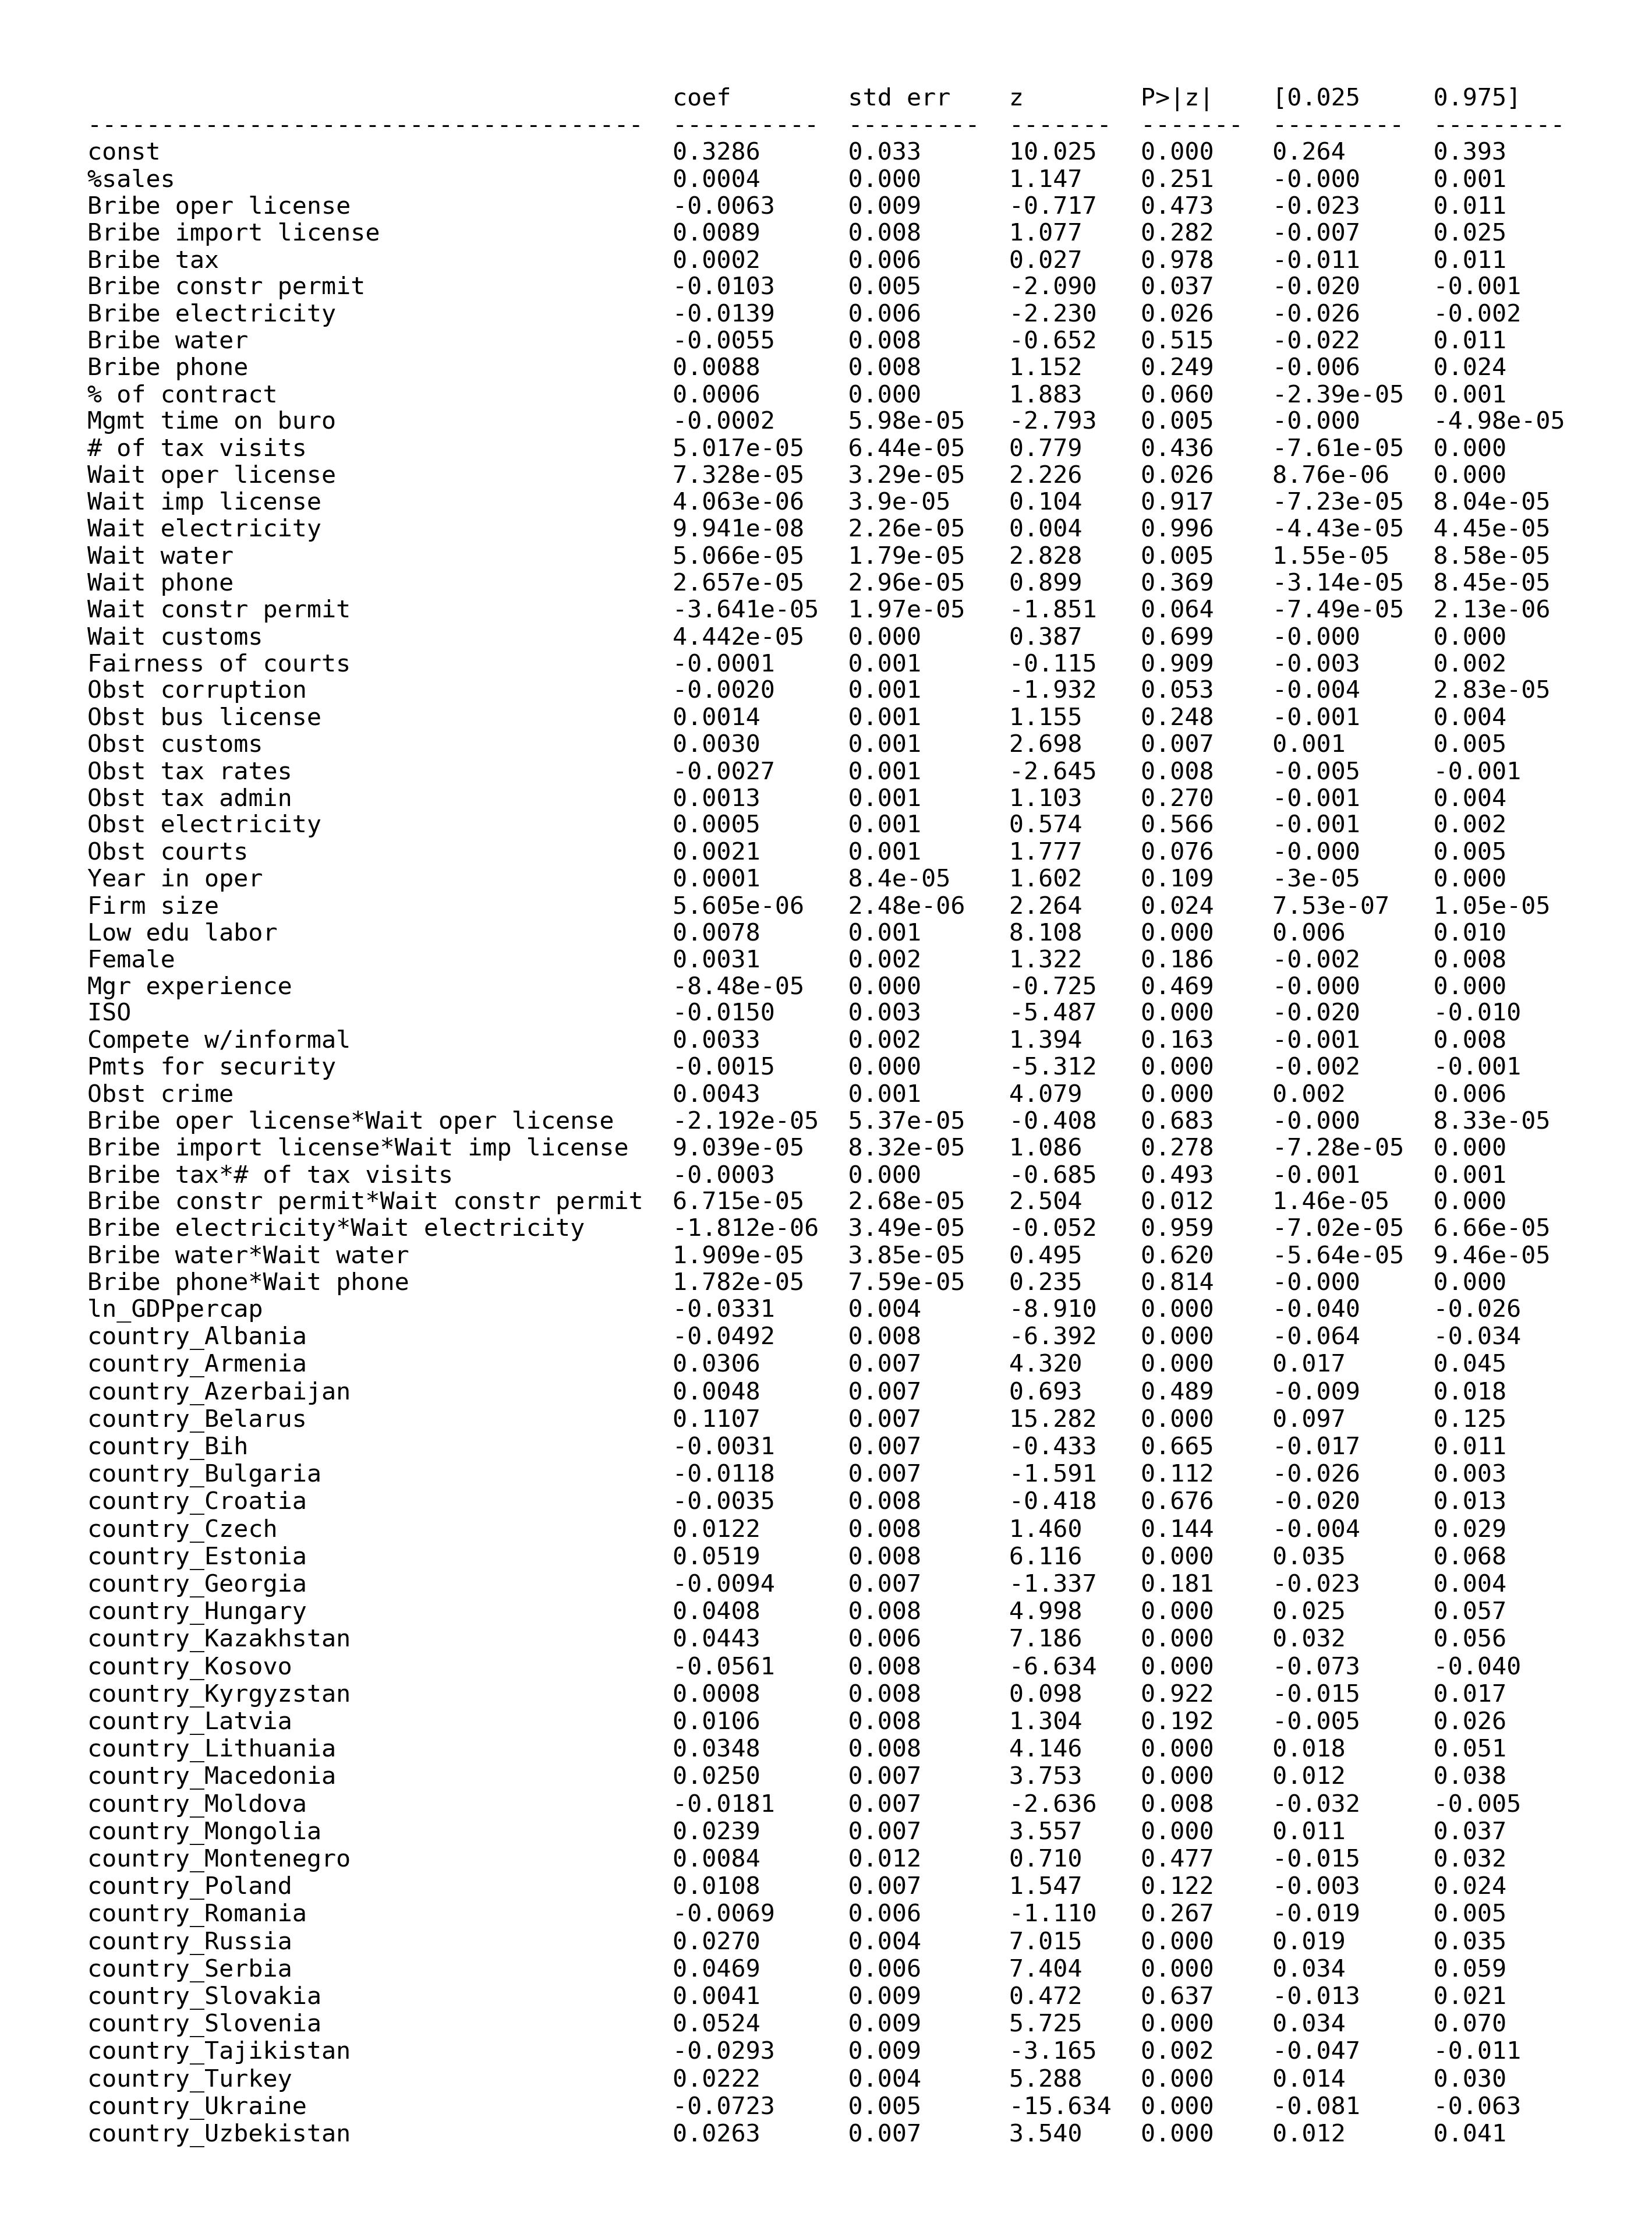 coef std err z P>|z| [0.025 0.975]
-------------------------------------- ---------- --------- ------- ------- --------- ---------
const 0.3286 0.033 10.025 0.000 0.264 0.393
%sales 0.0004 0.000 1.147 0.251 -0.000 0.001
Bribe oper license -0.0063 0.009 -0.717 0.473 -0.023 0.011
Bribe import license 0.0089 0.008 1.077 0.282 -0.007 0.025
Bribe tax 0.0002 0.006 0.027 0.978 -0.011 0.011
Bribe constr permit -0.0103 0.005 -2.090 0.037 -0.020 -0.001
Bribe electricity -0.0139 0.006 -2.230 0.026 -0.026 -0.002
Bribe water -0.0055 0.008 -0.652 0.515 -0.022 0.011
Bribe phone 0.0088 0.008 1.152 0.249 -0.006 0.024
% of contract 0.0006 0.000 1.883 0.060 -2.39e-05 0.001
Mgmt time on buro -0.0002 5.98e-05 -2.793 0.005 -0.000 -4.98e-05
# of tax visits 5.017e-05 6.44e-05 0.779 0.436 -7.61e-05 0.000
Wait oper license 7.328e-05 3.29e-05 2.226 0.026 8.76e-06 0.000
Wait imp license 4.063e-06 3.9e-05 0.104 0.917 -7.23e-05 8.04e-05
Wait electricity 9.941e-08 2.26e-05 0.004 0.996 -4.43e-05 4.45e-05
Wait water 5.066e-05 1.79e-05 2.828 0.005 1.55e-05 8.58e-05
Wait phone 2.657e-05 2.96e-05 0.899 0.369 -3.14e-05 8.45e-05
Wait constr permit -3.641e-05 1.97e-05 -1.851 0.064 -7.49e-05 2.13e-06
Wait customs 4.442e-05 0.000 0.387 0.699 -0.000 0.000
Fairness of courts -0.0001 0.001 -0.115 0.909 -0.003 0.002
Obst corruption -0.0020 0.001 -1.932 0.053 -0.004 2.83e-05
Obst bus license 0.0014 0.001 1.155 0.248 -0.001 0.004
Obst customs 0.0030 0.001 2.698 0.007 0.001 0.005
Obst tax rates -0.0027 0.001 -2.645 0.008 -0.005 -0.001
Obst tax admin 0.0013 0.001 1.103 0.270 -0.001 0.004
Obst electricity 0.0005 0.001 0.574 0.566 -0.001 0.002
Obst courts 0.0021 0.001 1.777 0.076 -0.000 0.005
Year in oper 0.0001 8.4e-05 1.602 0.109 -3e-05 0.000
Firm size 5.605e-06 2.48e-06 2.264 0.024 7.53e-07 1.05e-05
Low edu labor 0.0078 0.001 8.108 0.000 0.006 0.010
Female 0.0031 0.002 1.322 0.186 -0.002 0.008
Mgr experience -8.48e-05 0.000 -0.725 0.469 -0.000 0.000
ISO -0.0150 0.003 -5.487 0.000 -0.020 -0.010
Compete w/informal 0.0033 0.002 1.394 0.163 -0.001 0.008
Pmts for security -0.0015 0.000 -5.312 0.000 -0.002 -0.001
Obst crime 0.0043 0.001 4.079 0.000 0.002 0.006
Bribe oper license*Wait oper license -2.192e-05 5.37e-05 -0.408 0.683 -0.000 8.33e-05
Bribe import license*Wait imp license 9.039e-05 8.32e-05 1.086 0.278 -7.28e-05 0.000
Bribe tax*# of tax visits -0.0003 0.000 -0.685 0.493 -0.001 0.001
Bribe constr permit*Wait constr permit 6.715e-05 2.68e-05 2.504 0.012 1.46e-05 0.000
Bribe electricity*Wait electricity -1.812e-06 3.49e-05 -0.052 0.959 -7.02e-05 6.66e-05
Bribe water*Wait water 1.909e-05 3.85e-05 0.495 0.620 -5.64e-05 9.46e-05
Bribe phone*Wait phone 1.782e-05 7.59e-05 0.235 0.814 -0.000 0.000
ln_GDPpercap -0.0331 0.004 -8.910 0.000 -0.040 -0.026
country_Albania -0.0492 0.008 -6.392 0.000 -0.064 -0.034
country_Armenia 0.0306 0.007 4.320 0.000 0.017 0.045
country_Azerbaijan 0.0048 0.007 0.693 0.489 -0.009 0.018
country_Belarus 0.1107 0.007 15.282 0.000 0.097 0.125
country_Bih -0.0031 0.007 -0.433 0.665 -0.017 0.011
country_Bulgaria -0.0118 0.007 -1.591 0.112 -0.026 0.003
country_Croatia -0.0035 0.008 -0.418 0.676 -0.020 0.013
country_Czech 0.0122 0.008 1.460 0.144 -0.004 0.029
country_Estonia 0.0519 0.008 6.116 0.000 0.035 0.068
country_Georgia -0.0094 0.007 -1.337 0.181 -0.023 0.004
country_Hungary 0.0408 0.008 4.998 0.000 0.025 0.057
country_Kazakhstan 0.0443 0.006 7.186 0.000 0.032 0.056
country_Kosovo -0.0561 0.008 -6.634 0.000 -0.073 -0.040
country_Kyrgyzstan 0.0008 0.008 0.098 0.922 -0.015 0.017
country_Latvia 0.0106 0.008 1.304 0.192 -0.005 0.026
country_Lithuania 0.0348 0.008 4.146 0.000 0.018 0.051
country_Macedonia 0.0250 0.007 3.753 0.000 0.012 0.038
country_Moldova -0.0181 0.007 -2.636 0.008 -0.032 -0.005
country_Mongolia 0.0239 0.007 3.557 0.000 0.011 0.037
country_Montenegro 0.0084 0.012 0.710 0.477 -0.015 0.032
country_Poland 0.0108 0.007 1.547 0.122 -0.003 0.024
country_Romania -0.0069 0.006 -1.110 0.267 -0.019 0.005
country_Russia 0.0270 0.004 7.015 0.000 0.019 0.035
country_Serbia 0.0469 0.006 7.404 0.000 0.034 0.059
country_Slovakia 0.0041 0.009 0.472 0.637 -0.013 0.021
country_Slovenia 0.0524 0.009 5.725 0.000 0.034 0.070
country_Tajikistan -0.0293 0.009 -3.165 0.002 -0.047 -0.011
country_Turkey 0.0222 0.004 5.288 0.000 0.014 0.030
country_Ukraine -0.0723 0.005 -15.634 0.000 -0.081 -0.063
country_Uzbekistan 0.0263 0.007 3.540 0.000 0.012 0.041